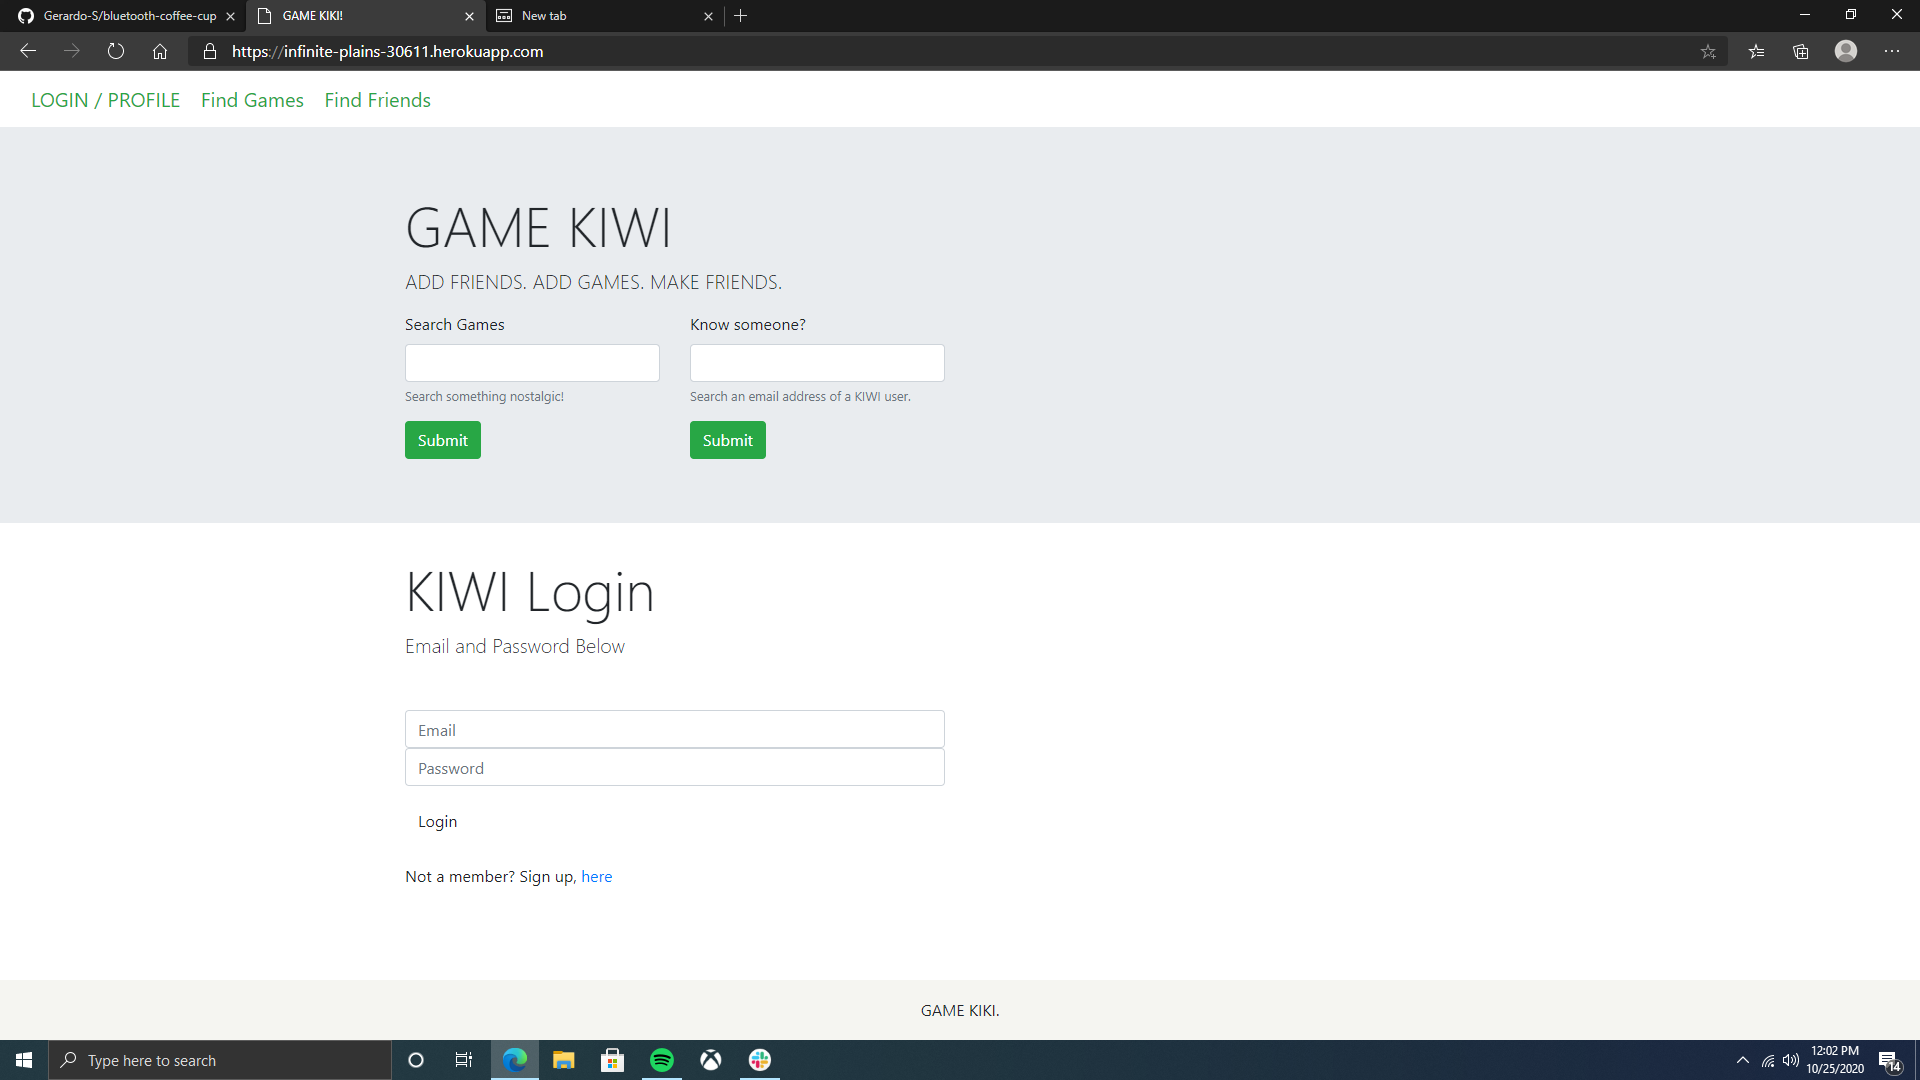 Gerardo-S/bluetooth-coffee-cup
GAME KIKI!
New tab
https://infinite-plains-30611.herokuapp.com
LOGIN / PROFILE Find Games Find Friends
GAME KIWI
ADD FRIENDS. ADD GAMES. MAKE FRIENDS.
Search Games
Know someone?
Search something nostalgic!
Search an email address of a KIWI user.
Submit
Submit
KIWI Login
Email and Password Below
Email
Password
Login
Not a member? Sign up, here
GAME KIKI.
Type here to search
12:02 PM
10/25/2020
14